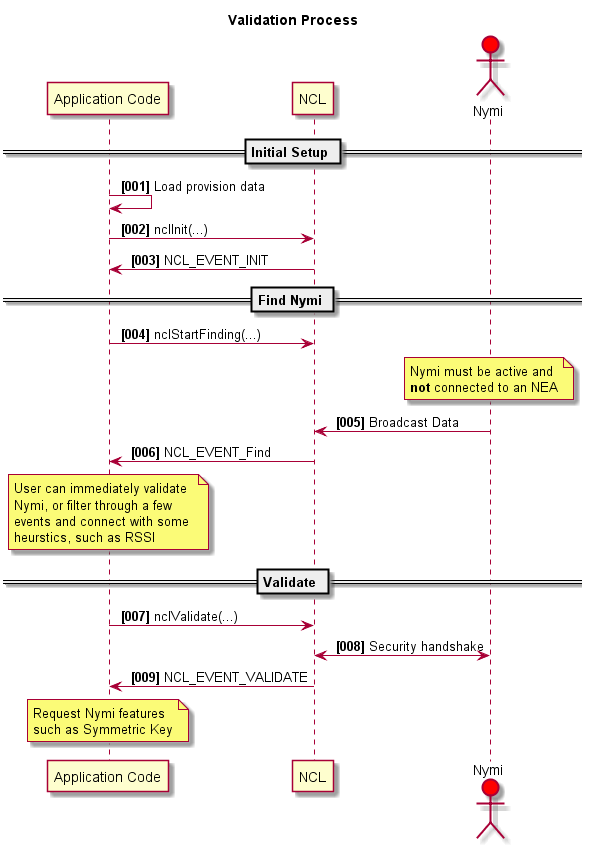 Validation Process
Application Code
NCL
Nymi
Initial Setup
[001] Load provision data
[002] nclInit(...)
[003] NCL_EVENT_INIT
Find Nymi
[004] nclStartFinding(...)
Nymi must be active and
not connected to an NEA
[005] Broadcast Data
[006] NCL_EVENT_Find
User can immediately validate
Nymi, or filter through a few
events and connect with some
heurstics, such as RSSI
Validate
[007] nclValidate(...)
[008] Security handshake
[009] NCL_EVENT_VALIDATE
Request Nymi features
such as Symmetric Key
Application Code
NCL
Nymi